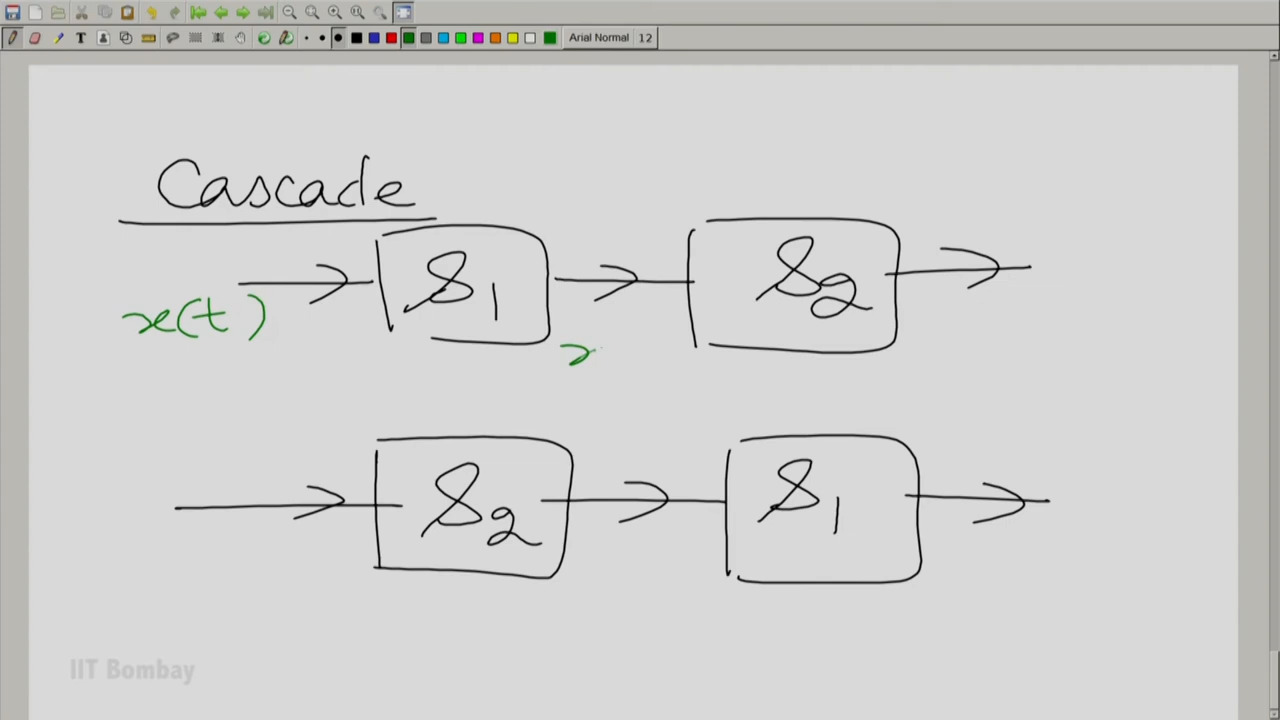 Arial Normal 12
Cascade
S1 S2
x(t)
S2 S1
IIT Bombay